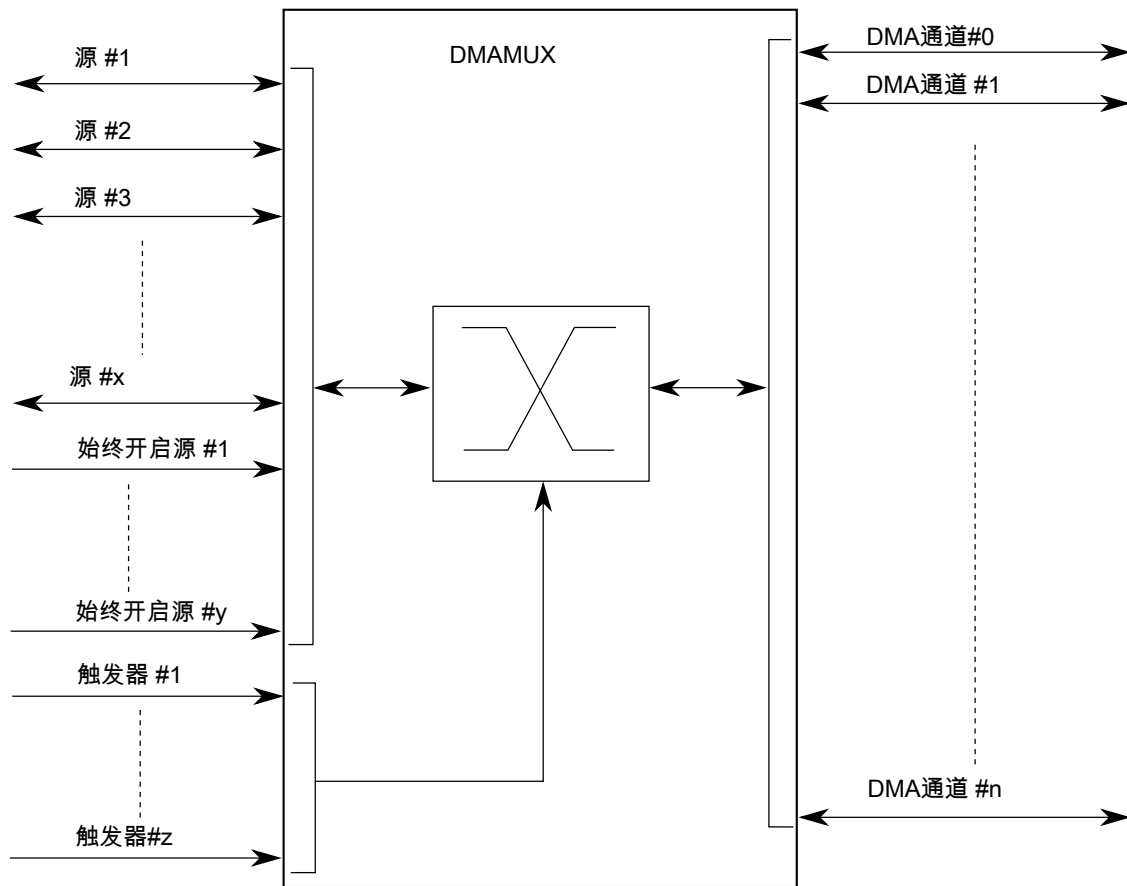 DMAMUX
源 #1
源 #2
源 #3
源 #x
始终开启源 #1
始终开启源 #y
触发器 #1
触发器#z
DMA通道#0
DMA通道 #1
DMA通道 #n